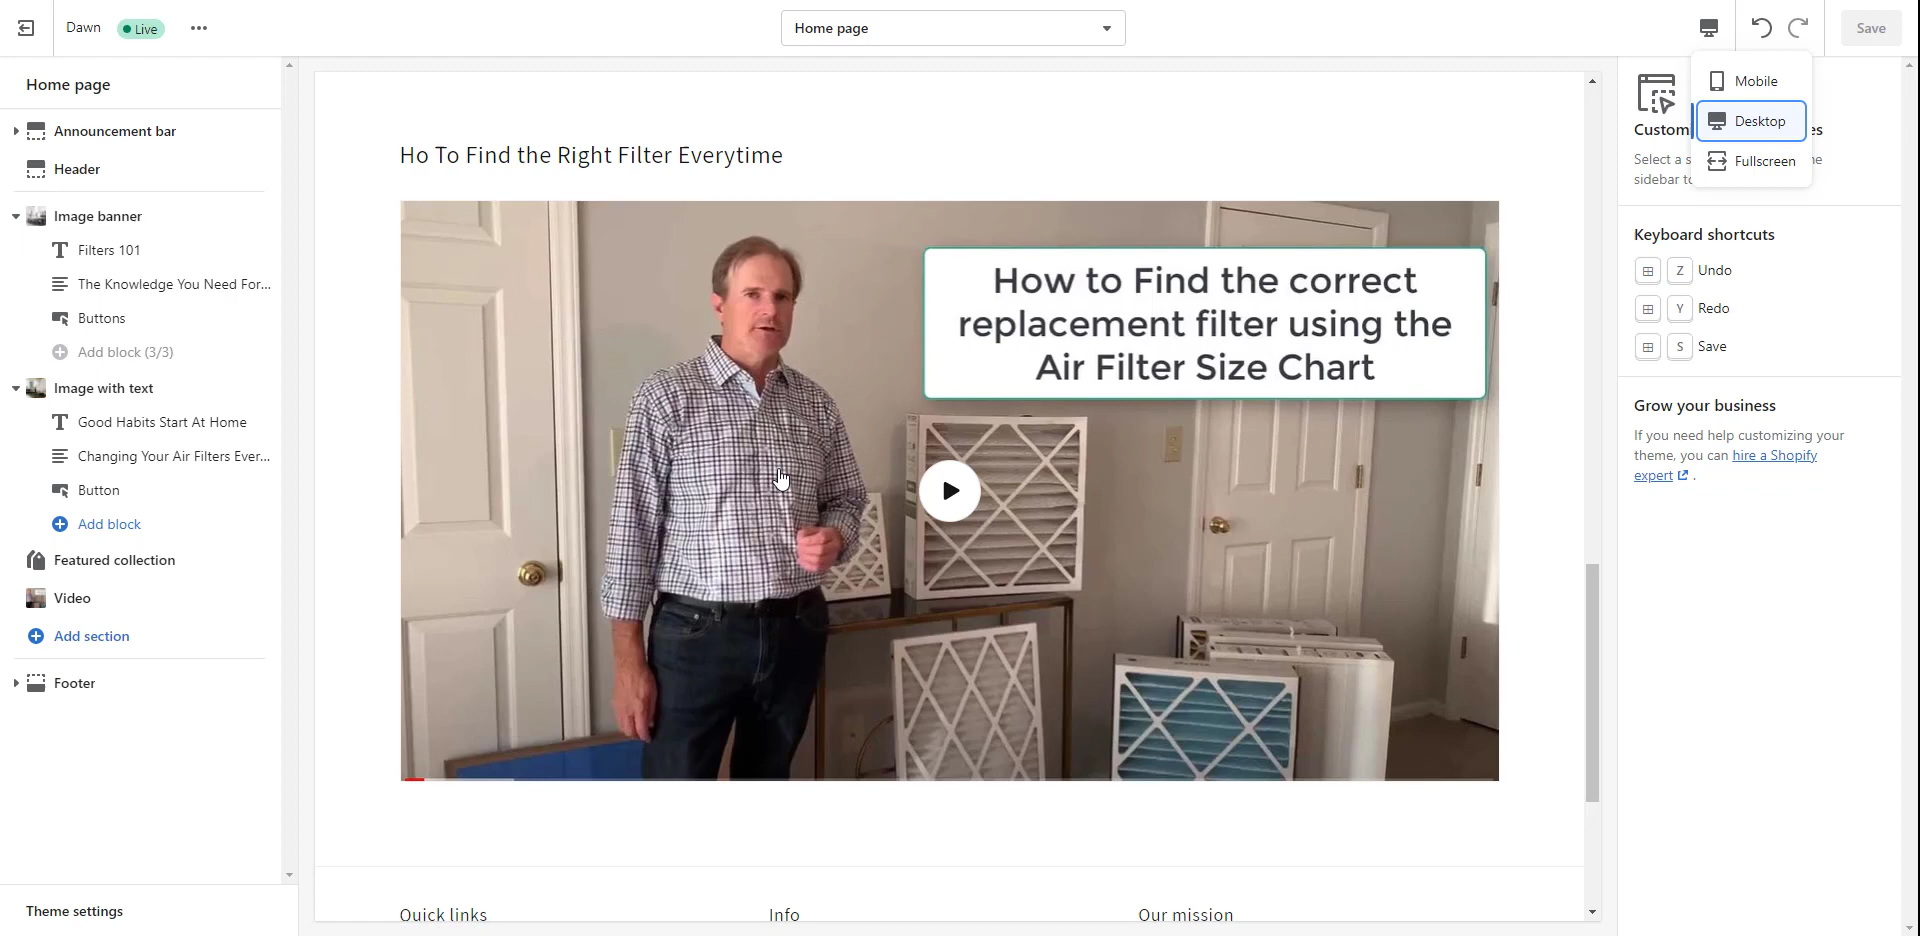 Dawn
Live
Home page
Save
Home page
Announcement bar
Header
Image banner
Filters 101
The Knowledge You Need For...
Buttons
Add block (3/3)
Image with text
Good Habits Start At Home
Changing Your Air Filters Ever...
Button
Add block
Featured collection
Video
Add section
Footer
Theme settings
Ho To Find the Right Filter Everytime
How to Find the correct
replacement filter using the
Air Filter Size Chart
Quick links
Info
Our mission
Mobile
Desktop
Fullscreen
Custom
es
Select a s
he
sidebar to
Keyboard shortcuts
Z Undo
Y Redo
S Save
Grow your business
If you need help customizing your
theme, you can hire a Shopify
expert .